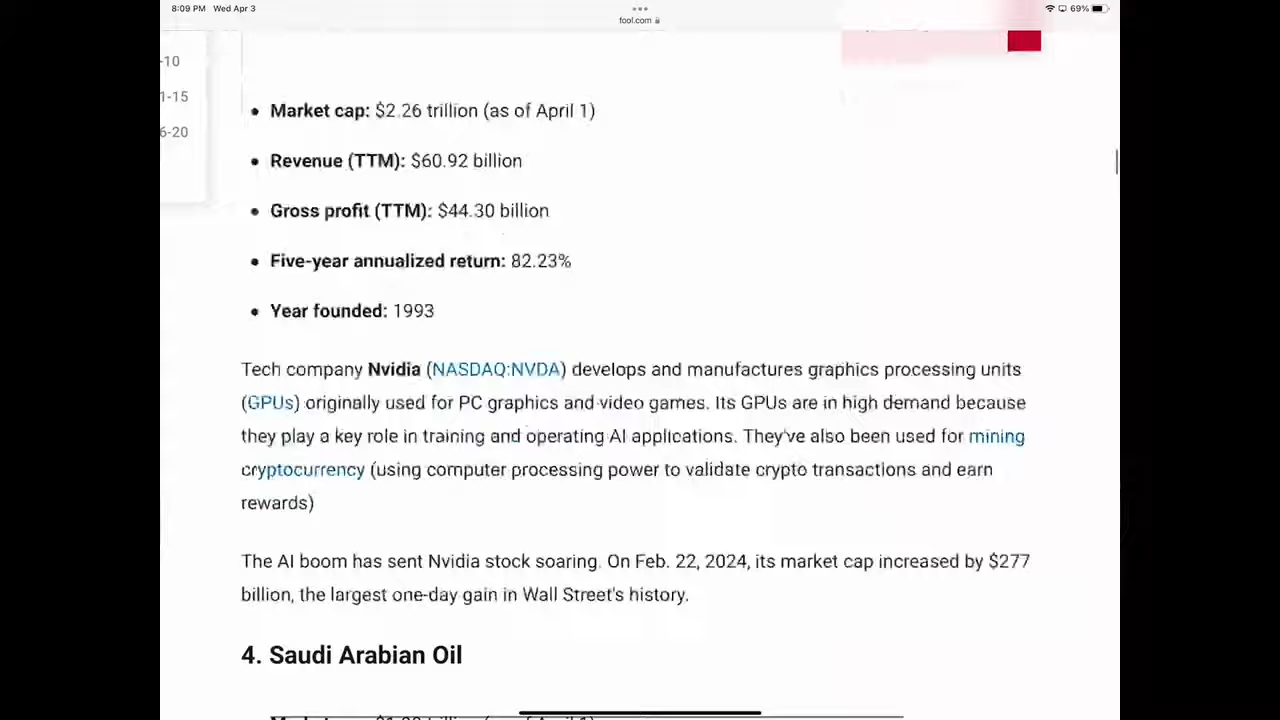 8:09 PM Wed Apr 3
69%
fool.com
-10
1-15
6-20
Market cap: $2.26 trillion (as of April 1)
Revenue (TTM): $60.92 billion
Gross profit (TTM): $44.30 billion
Five-year annualized return: 82.23%
Year founded: 1993
Tech company Nvidia (NASDAQ:NVDA) develops and manufactures graphics processing units
(GPUs) originally used for PC graphics and video games. Its GPUs are in high demand because
they play a key role in training and operating AI applications. They've also been used for mining
cryptocurrency (using computer processing power to validate crypto transactions and earn
rewards)
The AI boom has sent Nvidia stock soaring. On Feb. 22, 2024, its market cap increased by $277
billion, the largest one-day gain in Wall Street's history.
4. Saudi Arabian Oil